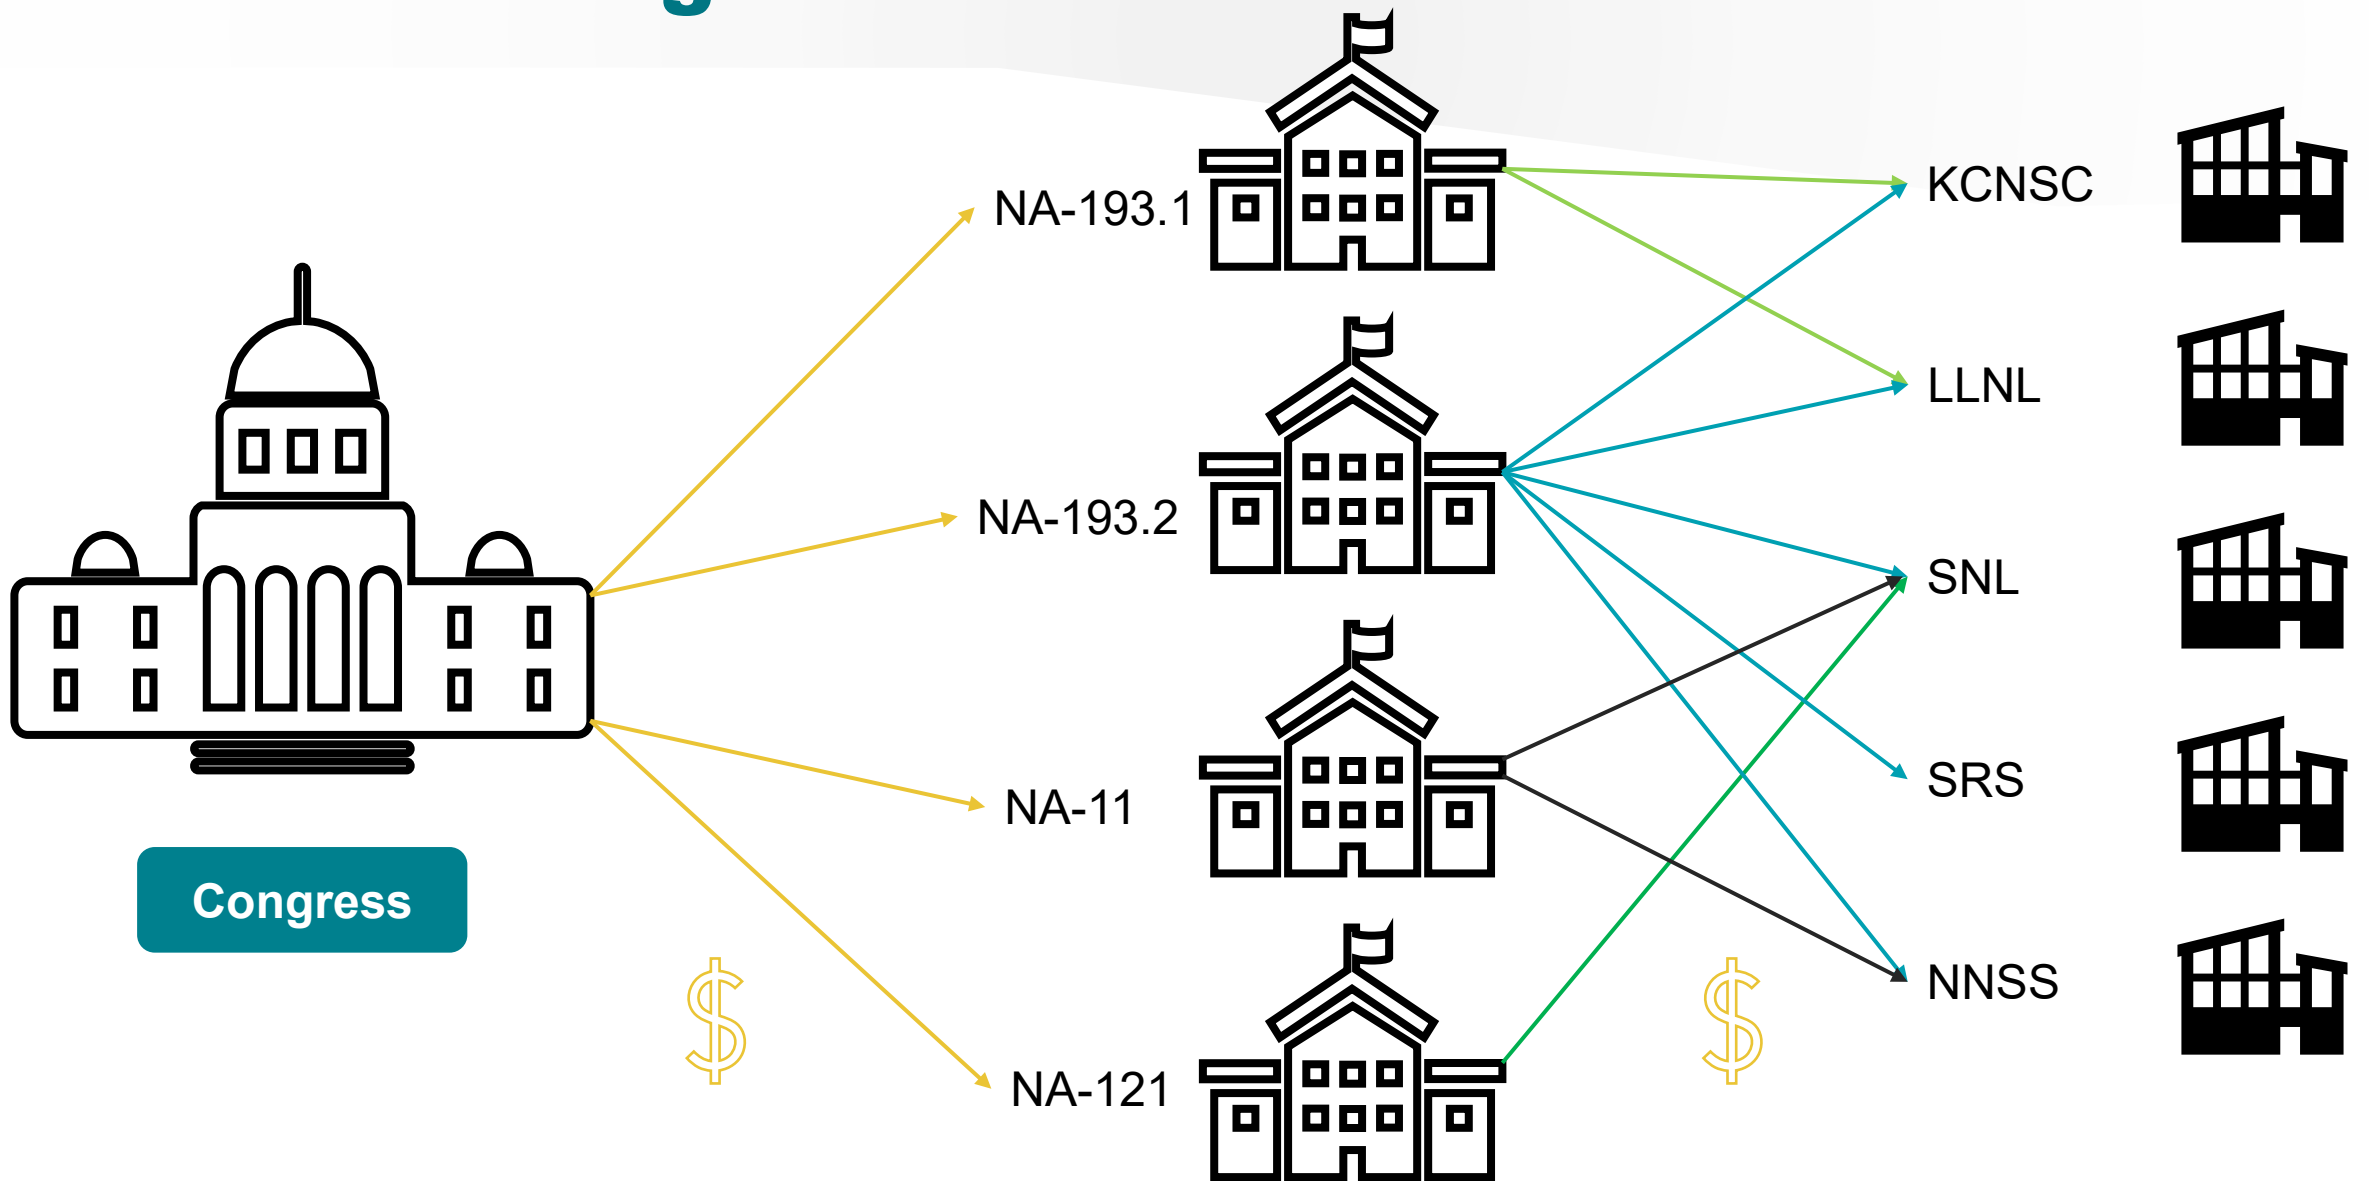 NA-193.1
KCNSC
LLNL
NA-193.2
SNL
NA-11
SRS
Congress
NNSS
$
$
NA-121